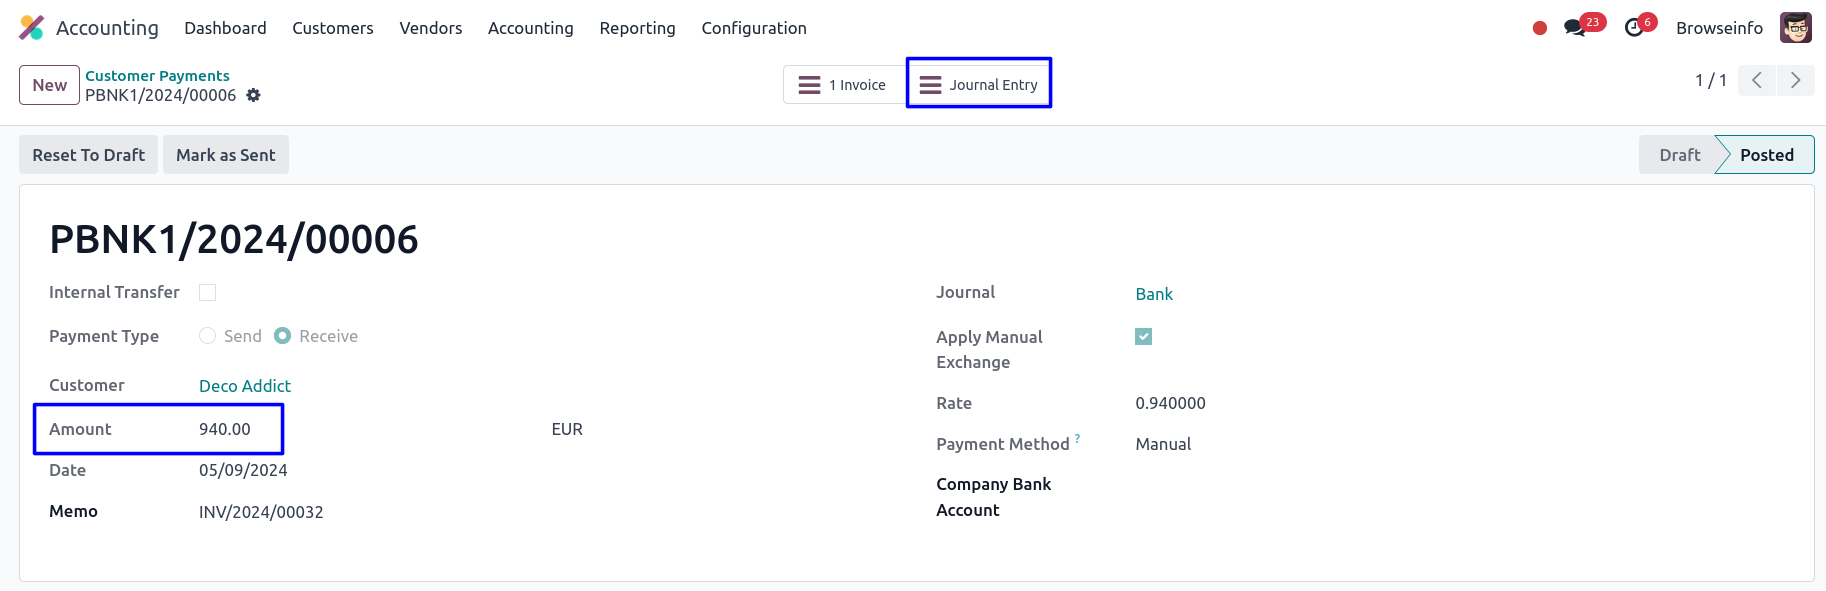 Accounting Dashboard Customers Vendors Accounting Reporting Configuration 23 6 Browseinfo
New Customer Payments 1 Invoice Journal Entry 1 / 1
PBNK1/2024/00006
Reset To Draft Mark as Sent Draft Posted
PBNK1/2024/00006
Internal Transfer
Payment Type Send Receive
Customer Deco Addict
Amount 940.00 EUR
Date 05/09/2024
Memo INV/2024/00032
Journal Bank
Apply Manual
Exchange
Rate 0.940000
Payment Method ? Manual
Company Bank
Account